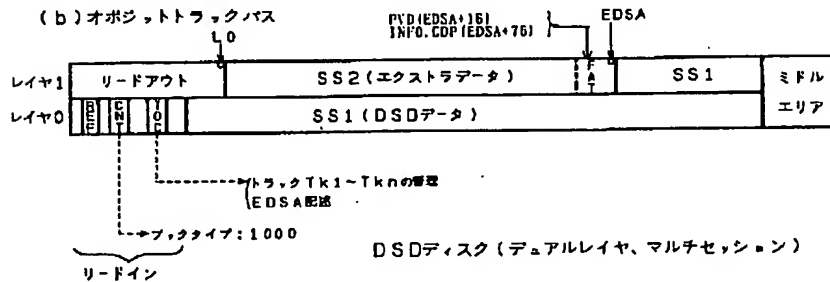 (b)オポジットトラックパス
LO
PVD(EDSA+16)
INFO.CDP(EDSA+76)
EDSA
レイヤ1
リードアウト
SS2(エクストラデータ)
FAT
SS1
ミドル
エリア
レイヤ0
CNT
TOC
SS1(DSDデータ)
トラックTk1~Tknの管理
EDSA記述
ブックタイプ:1000
リードイン
DSDディスク(デュアルレイヤ、マルチセッション)